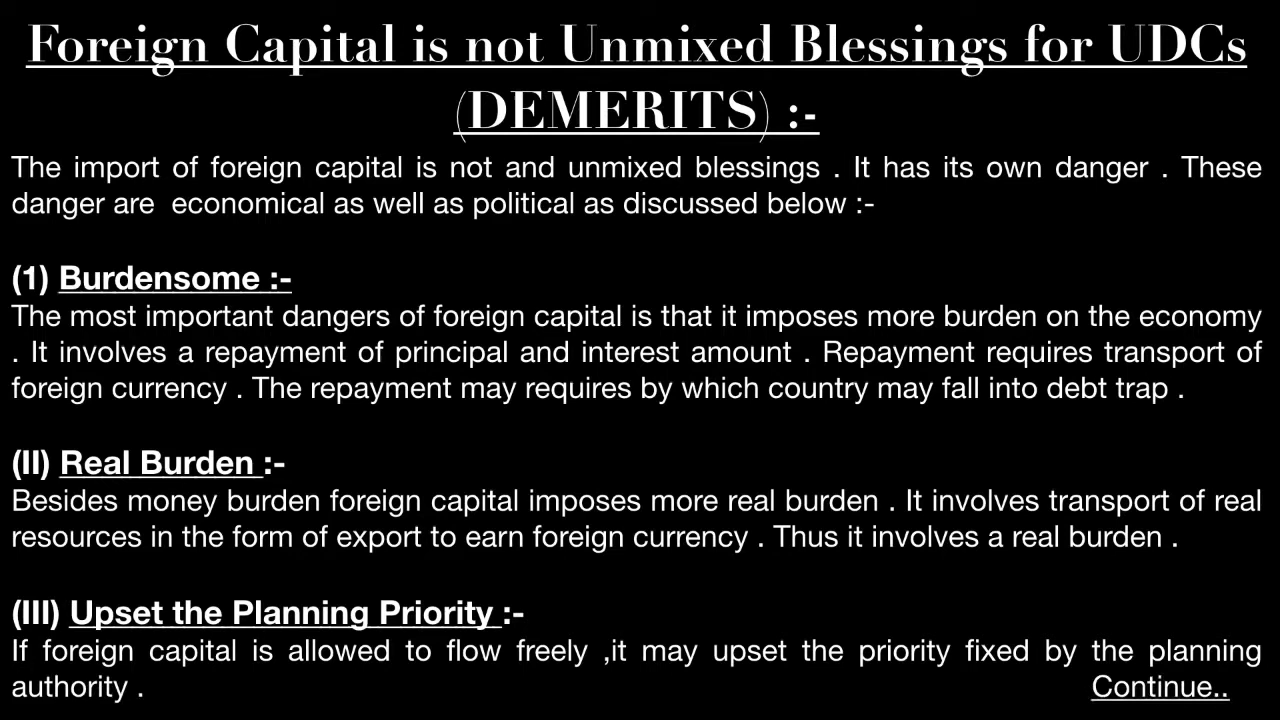 Foreign Capital is not Unmixed Blessings for UDCs
(DEMERITS) :-
The import of foreign capital is not and unmixed blessings . It has its own danger . These
danger are economical as well as political as discussed below :-
(1) Burdensome :-
The most important dangers of foreign capital is that it imposes more burden on the economy
. It involves a repayment of principal and interest amount . Repayment requires transport of
foreign currency . The repayment may requires by which country may fall into debt trap .
(II) Real Burden :-
Besides money burden foreign capital imposes more real burden . It involves transport of real
resources in the form of export to earn foreign currency . Thus it involves a real burden .
(III) Upset the Planning Priority :-
If foreign capital is allowed to flow freely ,it may upset the priority fixed by the planning
authority . Continue..